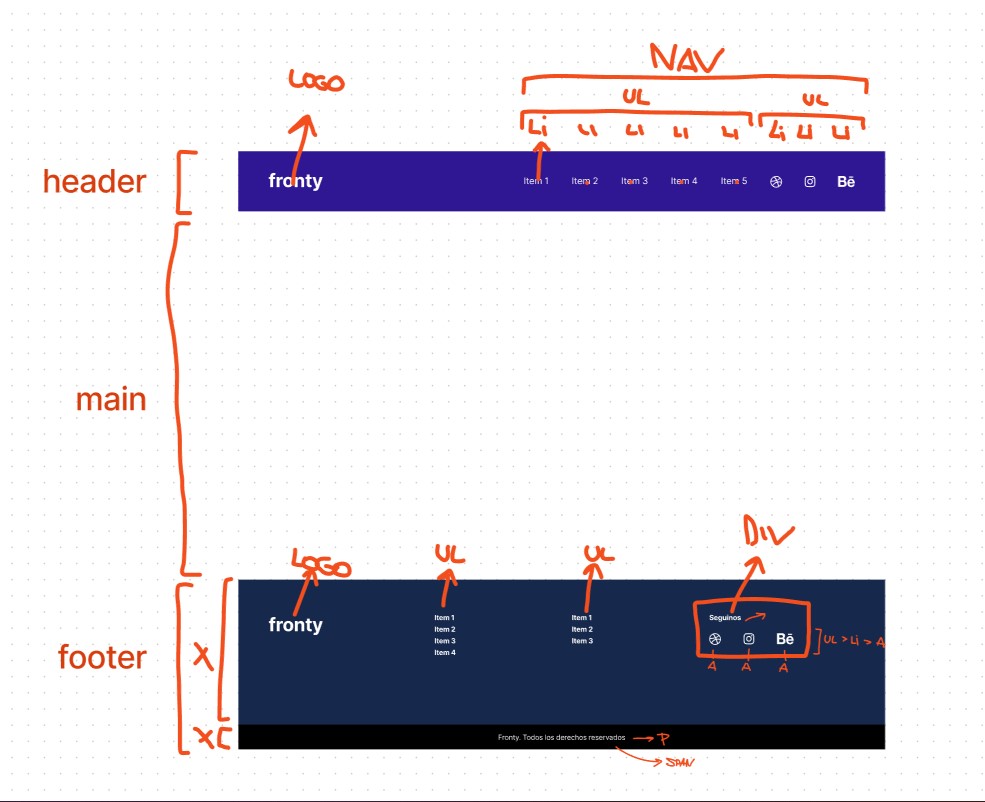 NAV
LOGO
UL UL
Li Li Li Li Li Li Li Li
header
fronty Item 1 Item 2 Item 3 Item 4 Item 5 Bē
main
DIV
LOGO UL UL
fronty Item 1 Item 1 Seguinos
Item 2 Item 2
Item 3 Item 3 Bē UL > Li > A
Item 4
A A A
footer X
X
Fronty. Todos los derechos reservados P
SPAN